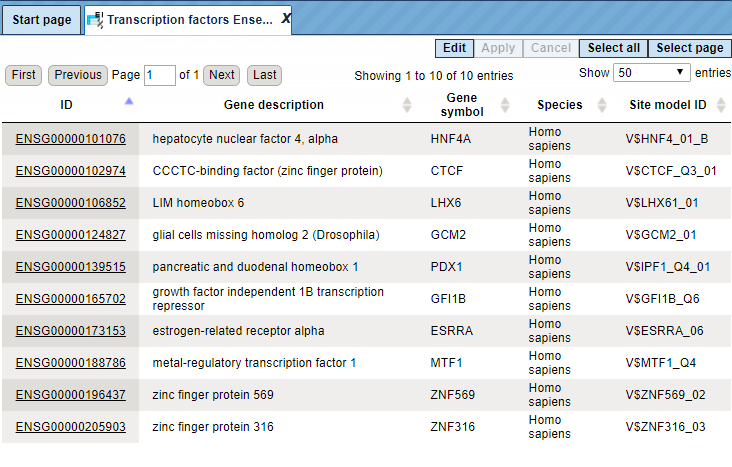 Start page
Transcription factors Ense... X
Edit Apply Cancel Select all Select page
First Previous Page 1 of 1 Next Last
Showing 1 to 10 of 10 entries
Show 50 entries
ID Gene description Gene symbol Species Site model ID
ENSG00000101076 hepatocyte nuclear factor 4, alpha HNF4A Homo sapiens V$HNF4_01_B
ENSG00000102974 CCCTC-binding factor (zinc finger protein) CTCF Homo sapiens V$CTCF_Q3_01
ENSG00000106852 LIM homeobox 6 LHX6 Homo sapiens V$LHX61_01
ENSG00000124827 glial cells missing homolog 2 (Drosophila) GCM2 Homo sapiens V$GCM2_01
ENSG00000139515 pancreatic and duodenal homeobox 1 PDX1 Homo sapiens V$IPF1_Q4_01
ENSG00000165702 growth factor independent 1B transcription repressor GFI1B Homo sapiens V$GFI1B_Q6
ENSG00000173153 estrogen-related receptor alpha ESRRA Homo sapiens V$ESRRA_06
ENSG00000188786 metal-regulatory transcription factor 1 MTF1 Homo sapiens V$MTF1_Q4
ENSG00000196437 zinc finger protein 569 ZNF569 Homo sapiens V$ZNF569_02
ENSG00000205903 zinc finger protein 316 ZNF316 Homo sapiens V$ZNF316_03